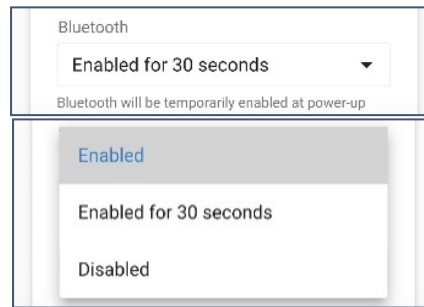 Bluetooth
Enabled for 30 seconds
Bluetooth will be temporarily enabled at power-up
Enabled
Enabled for 30 seconds
Disabled